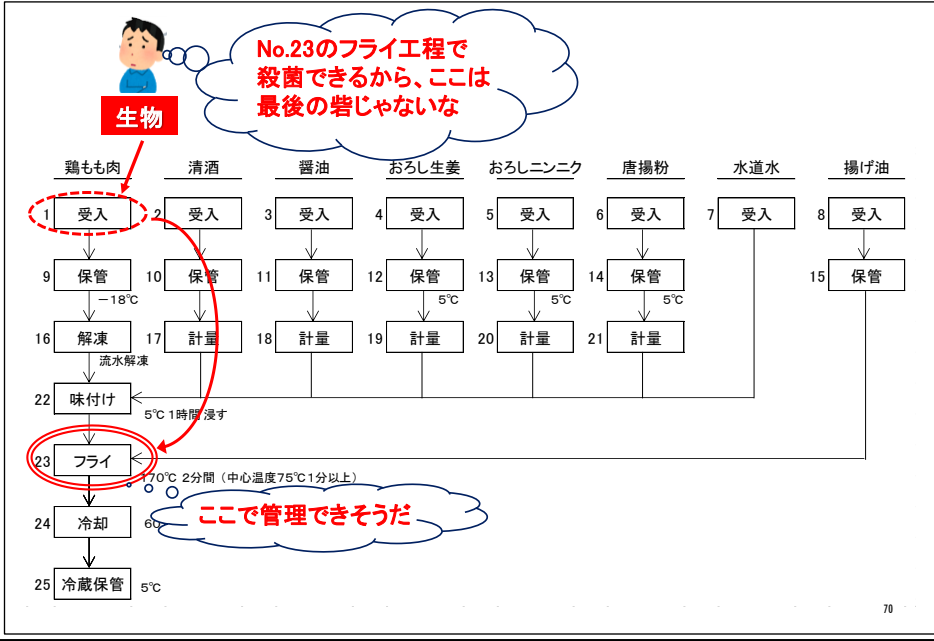 No.23のフライ工程で
殺菌できるから、ここは
最後の砦じゃないな
生物
鶏もも肉 清酒 醤油 おろし生姜 おろしニンニク 唐揚粉 水道水 揚げ油
1 受入 2 受入 3 受入 4 受入 5 受入 6 受入 7 受入 8 受入
9 保管 10 保管 11 保管 12 保管 13 保管 14 保管 15 保管
－18℃ 5℃ 5℃ 5℃
16 解凍 17 計量 18 計量 19 計量 20 計量 21 計量
流水解凍
22 味付け
5℃1時間浸す
23 フライ
170℃ 2分間（中心温度75℃1分以上）
ここで管理できそうだ
24 冷却 60
25 冷蔵保管 5℃
70